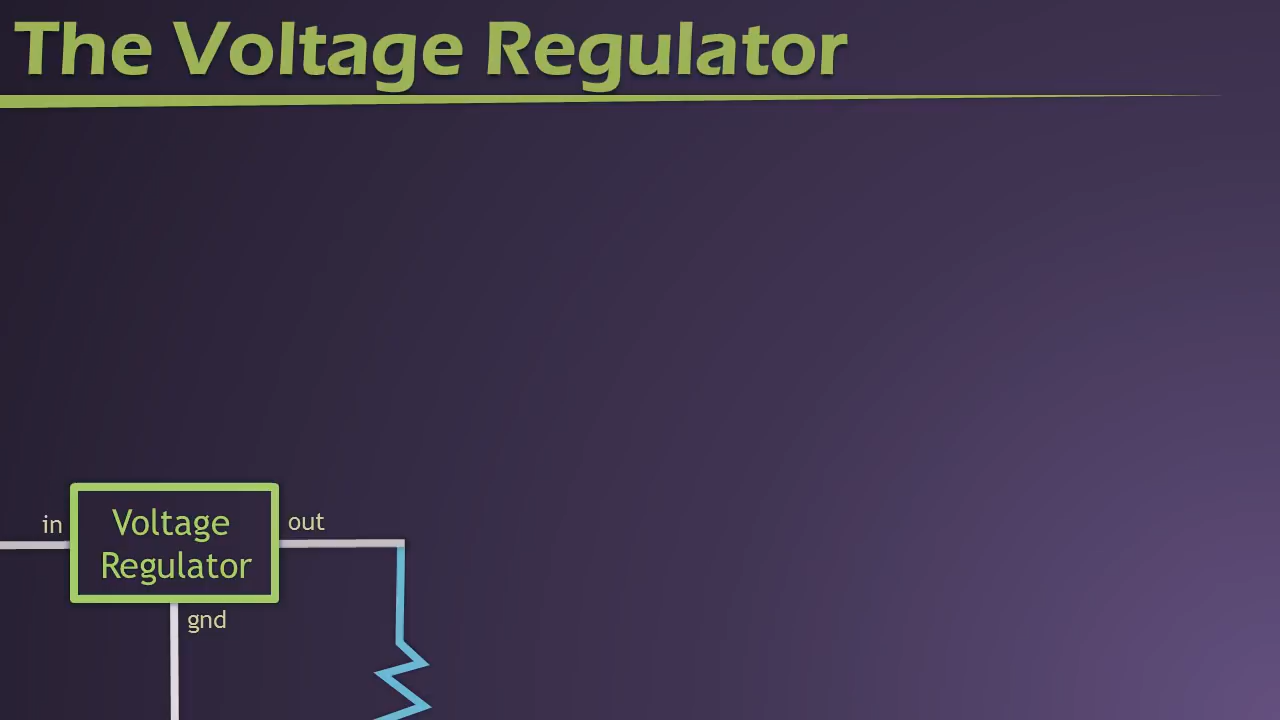 The Voltage Regulator
in
Voltage
Regulator
out
gnd